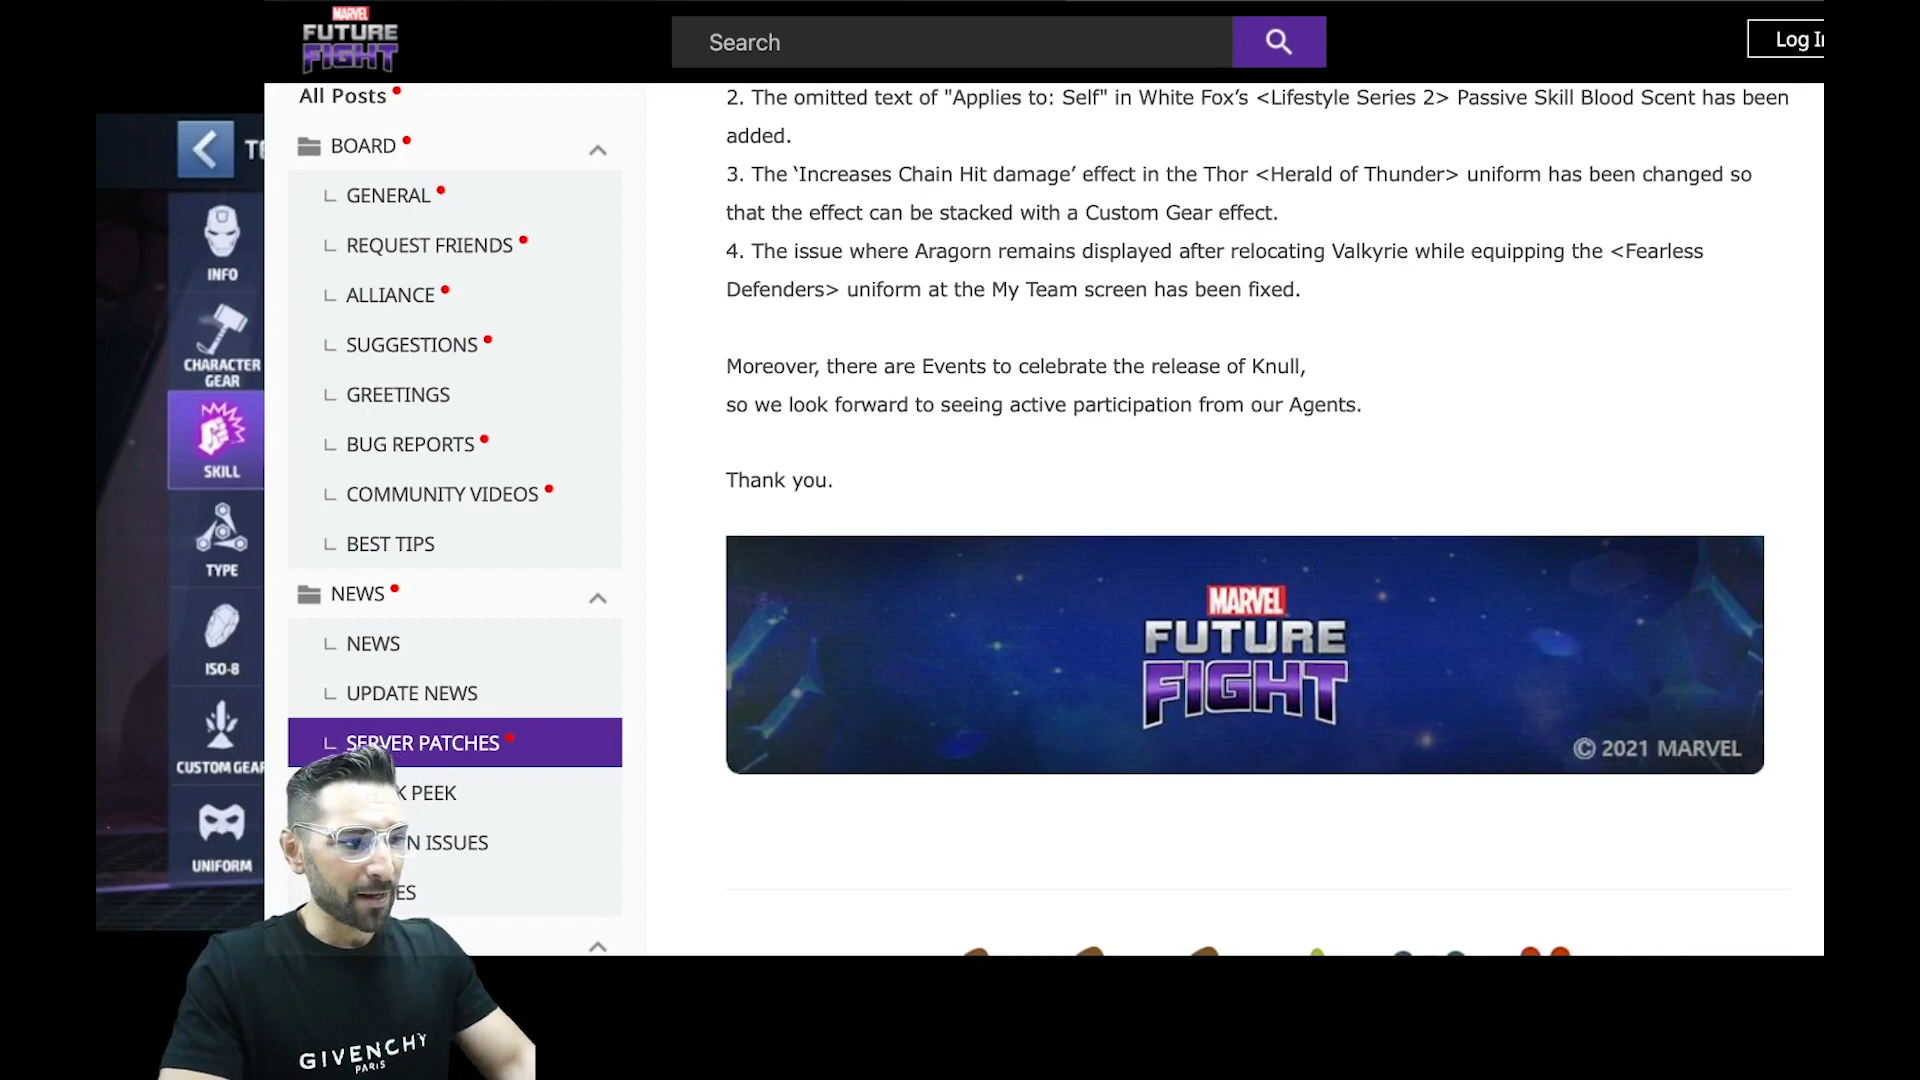 MARVEL
FUTURE
FIGHT
Search
Log
All Posts
BOARD
GENERAL
REQUEST FRIENDS
ALLIANCE
SUGGESTIONS
GREETINGS
BUG REPORTS
COMMUNITY VIDEOS
BEST TIPS
NEWS
NEWS
UPDATE NEWS
SERVER PATCHES
PEEK
ISSUES
INFO
CHARACTER
GEAR
SKILL
TYPE
ISO-8
CUSTOM GEAR
UNIFORM
2. The omitted text of "Applies to: Self" in White Fox’s <Lifestyle Series 2> Passive Skill Blood Scent has been
added.
3. The ‘Increases Chain Hit damage’ effect in the Thor <Herald of Thunder> uniform has been changed so
that the effect can be stacked with a Custom Gear effect.
4. The issue where Aragorn remains displayed after relocating Valkyrie while equipping the <Fearless
Defenders> uniform at the My Team screen has been fixed.
Moreover, there are Events to celebrate the release of Knull,
so we look forward to seeing active participation from our Agents.
Thank you.
MARVEL
FUTURE
FIGHT
© 2021 MARVEL
GIVENCHY
PARIS